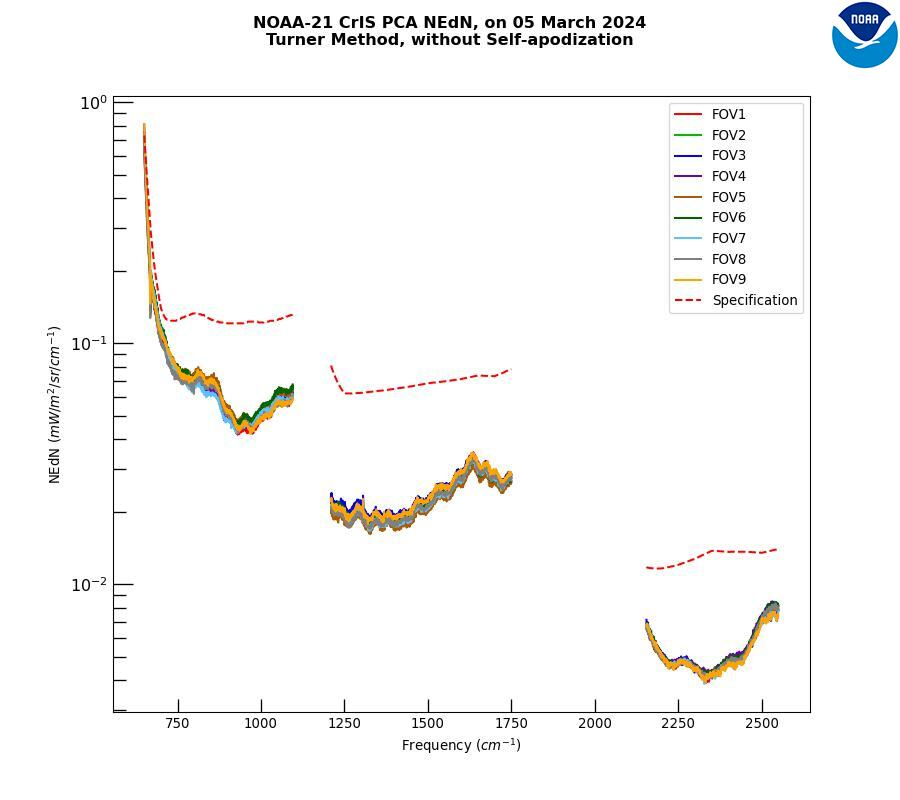 NOAA-21 CrIS PCA NEdN, on 05 March 2024
Turner Method, without Self-apodization
NOAA
10⁰
10⁻¹
10⁻²
NEdN (mW/m²/sr/cm⁻¹)
FOV1
FOV2
FOV3
FOV4
FOV5
FOV6
FOV7
FOV8
FOV9
Specification
750 1000 1250 1500 1750 2000 2250 2500
Frequency (cm⁻¹)